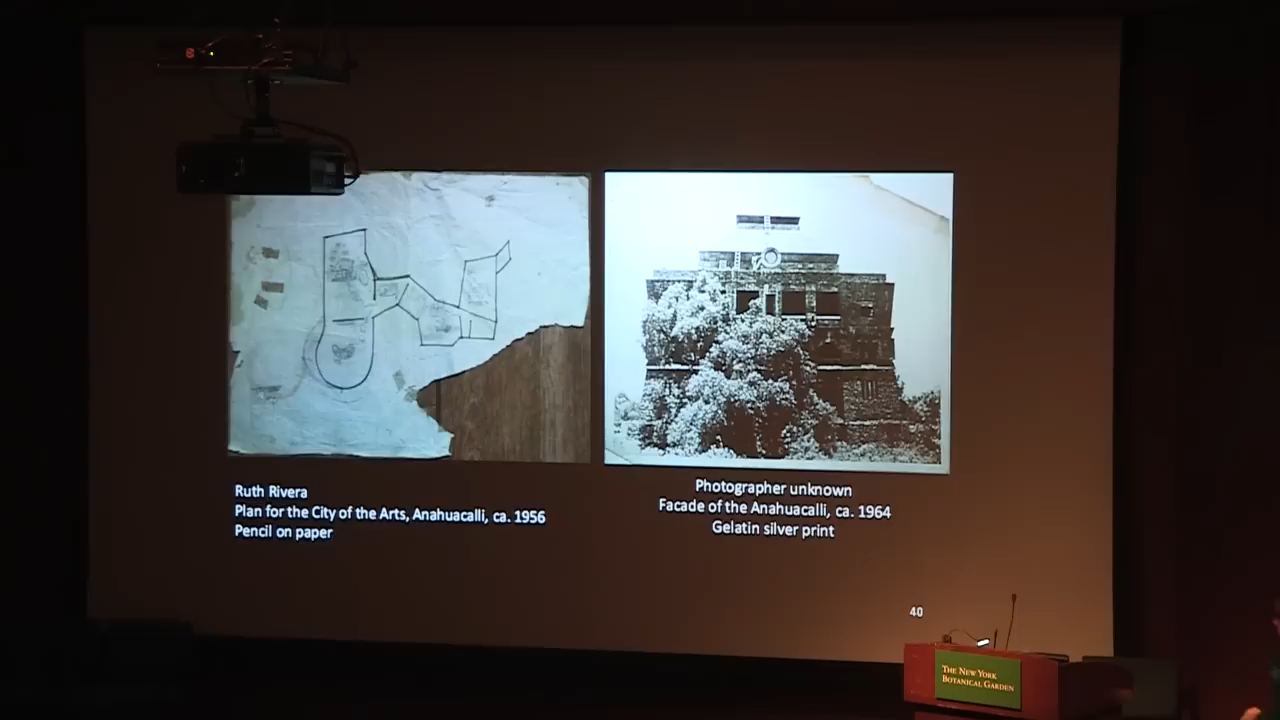 Ruth Rivera
Plan for the City of the Arts, Anahuacalli, ca. 1956
Pencil on paper
Photographer unknown
Facade of the Anahuacalli, ca. 1964
Gelatin silver print
40
THE NEW YORK
BOTANICAL GARDEN